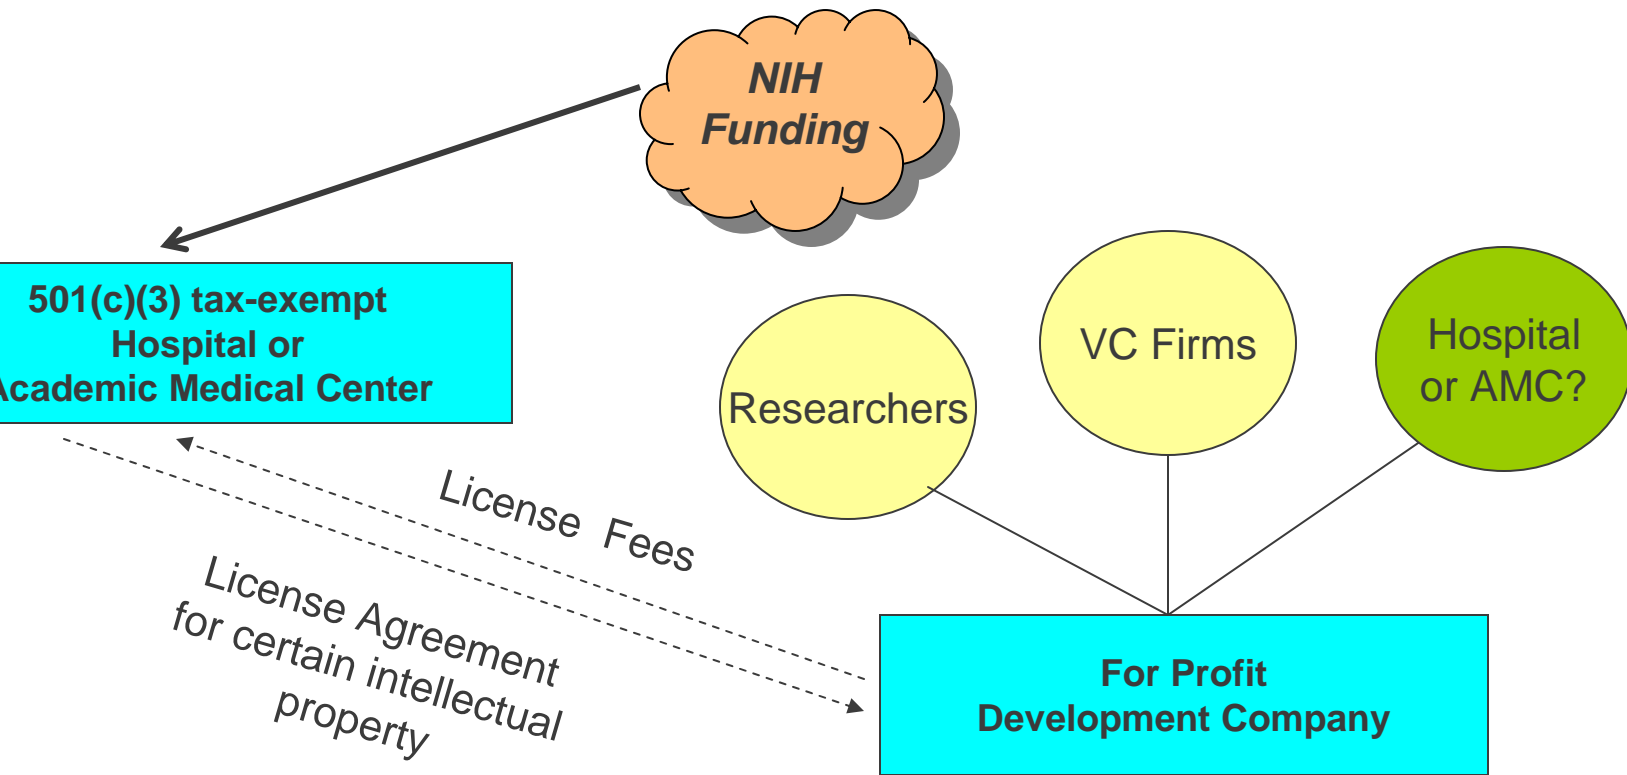 NIH
Funding
501(c)(3) tax-exempt
Hospital or
Academic Medical Center
Researchers
VC Firms
Hospital
or AMC?
License Fees
License Agreement
for certain intellectual
property
For Profit
Development Company